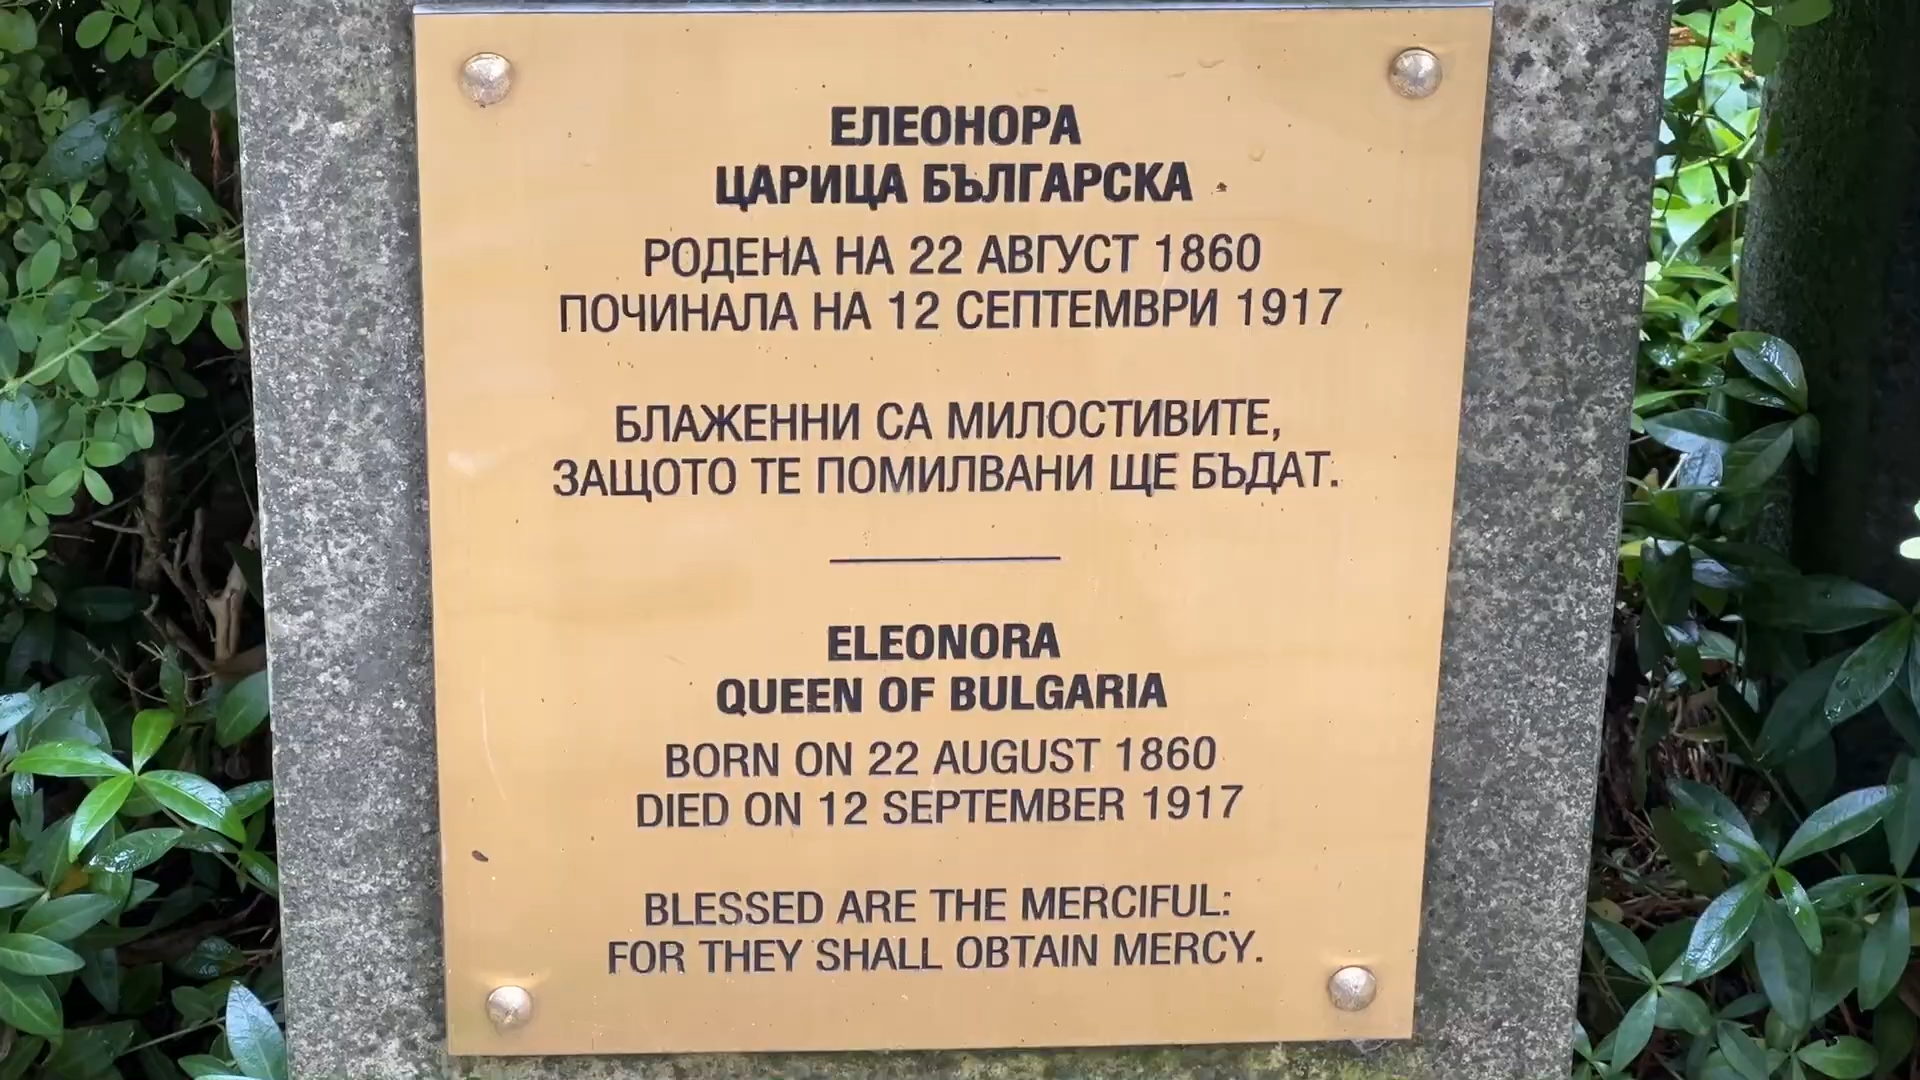 ЕЛЕОНОРА
ЦАРИЦА БЪЛГАРСКА
РОДЕНА НА 22 АВГУСТ 1860
ПОЧИНАЛА НА 12 СЕПТЕМВРИ 1917
БЛАЖЕННИ СА МИЛОСТИВИТЕ,
ЗАЩОТО ТЕ ПОМИЛВАНИ ЩЕ БЪДАТ.
ELEONORA
QUEEN OF BULGARIA
BORN ON 22 AUGUST 1860
DIED ON 12 SEPTEMBER 1917
BLESSED ARE THE MERCIFUL:
FOR THEY SHALL OBTAIN MERCY.